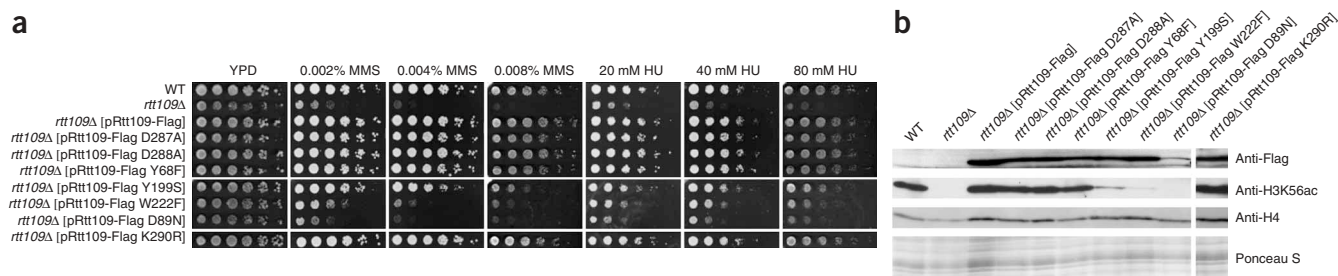 a
YPD 0.002% MMS 0.004% MMS 0.008% MMS 20 mM HU 40 mM HU 80 mM HU
WT
rtt109Δ
rtt109Δ [pRtt109-Flag]
rtt109Δ [pRtt109-Flag D287A]
rtt109Δ [pRtt109-Flag D288A]
rtt109Δ [pRtt109-Flag Y68F]
rtt109Δ [pRtt109-Flag Y199S]
rtt109Δ [pRtt109-Flag W222F]
rtt109Δ [pRtt109-Flag D89N]
rtt109Δ [pRtt109-Flag K290R]
b
WT
rtt109Δ
rtt109Δ [pRtt109-Flag]
rtt109Δ [pRtt109-Flag D287A]
rtt109Δ [pRtt109-Flag D288A]
rtt109Δ [pRtt109-Flag Y68F]
rtt109Δ [pRtt109-Flag Y199S]
rtt109Δ [pRtt109-Flag W222F]
rtt109Δ [pRtt109-Flag D89N]
rtt109Δ [pRtt109-Flag K290R]
Anti-Flag
Anti-H3K56ac
Anti-H4
Ponceau S